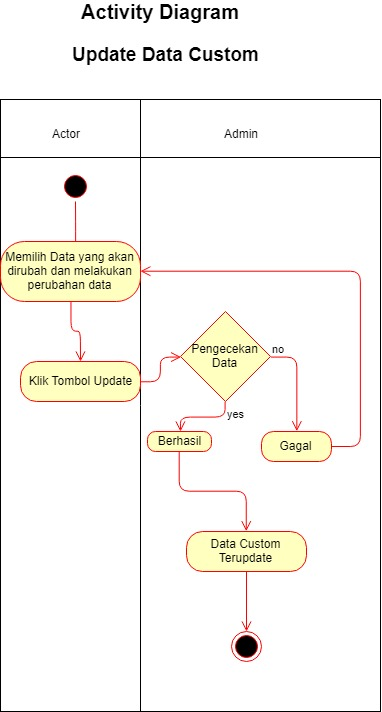 Activity Diagram
Update Data Custom
Actor
Admin
Memilih Data yang akan
dirubah dan melakukan
perubahan data
Klik Tombol Update
Pengecekan
Data
no
yes
Berhasil
Gagal
Data Custom
Terupdate